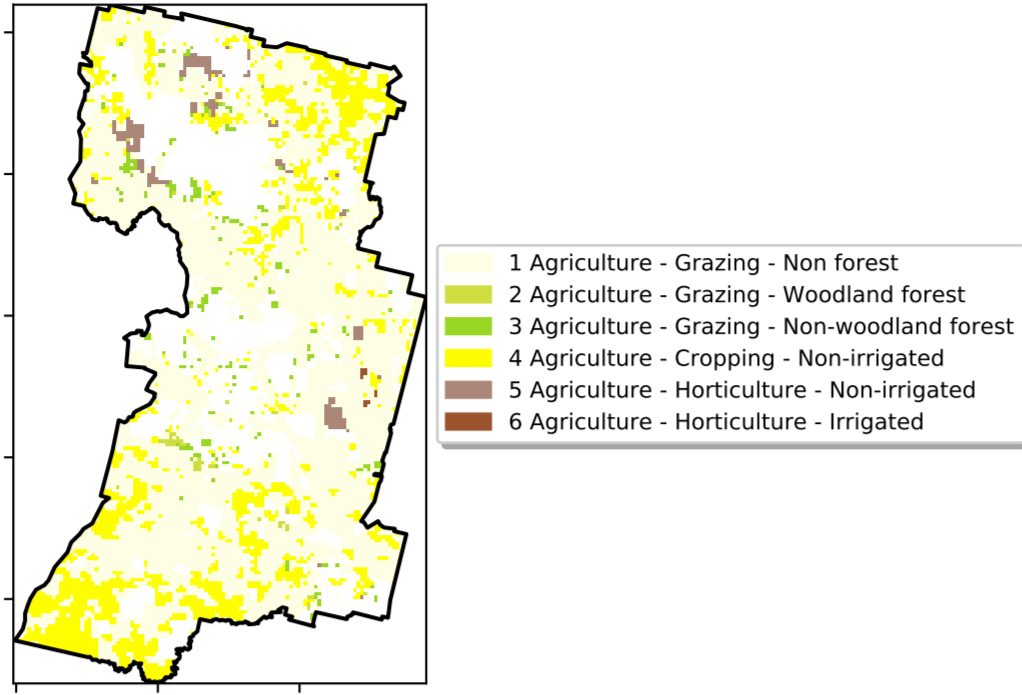 1 Agriculture - Grazing - Non forest
2 Agriculture - Grazing - Woodland forest
3 Agriculture - Grazing - Non-woodland forest
4 Agriculture - Cropping - Non-irrigated
5 Agriculture - Horticulture - Non-irrigated
6 Agriculture - Horticulture - Irrigated